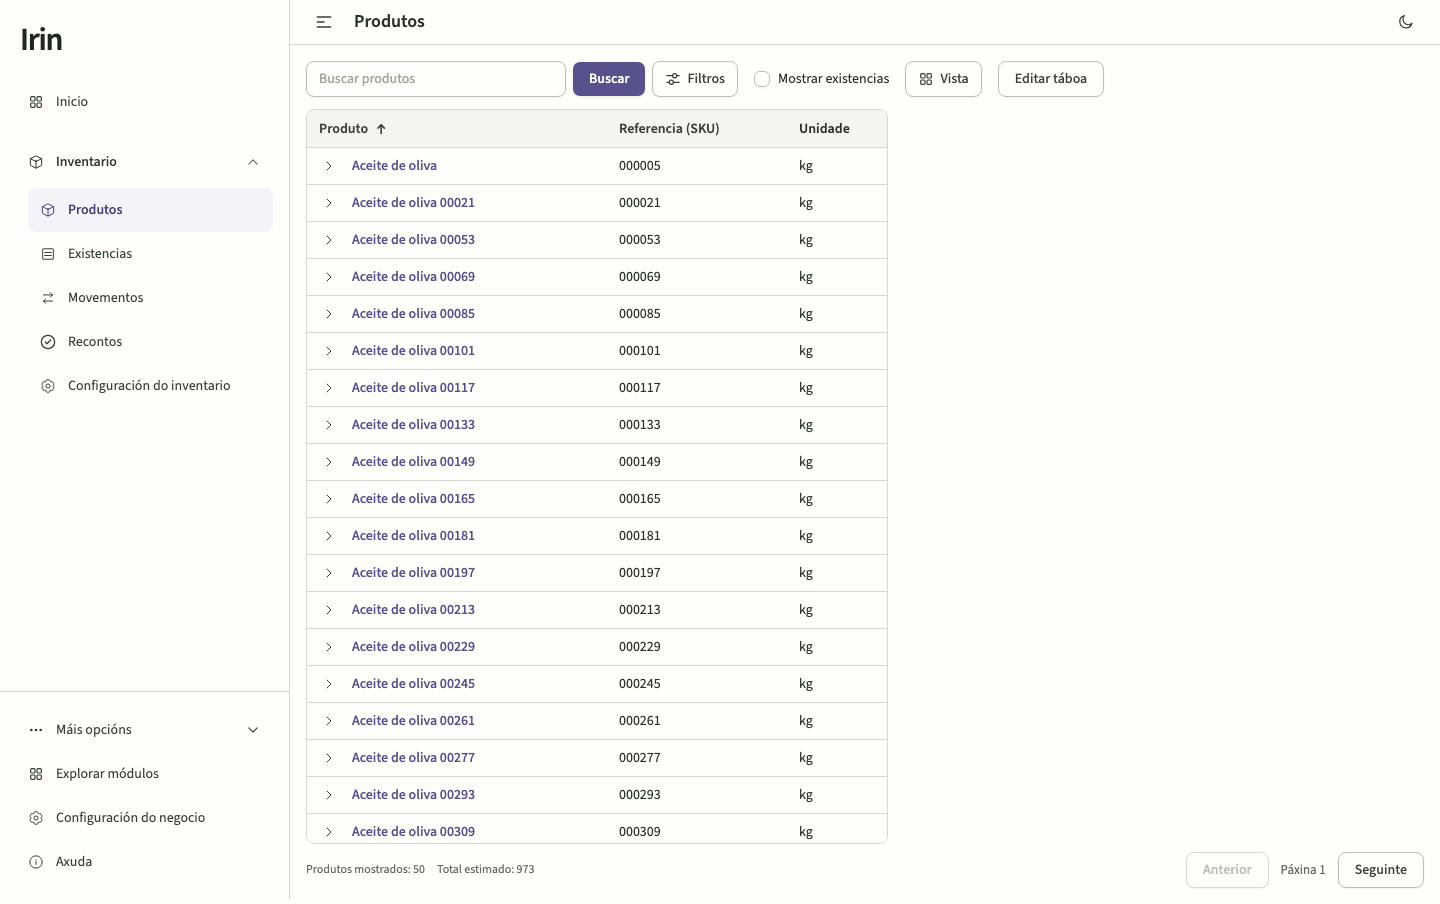 Irin
Inicio
Inventario
Produtos
Existencias
Movementos
Recontos
Configuración do inventario
Máis opcións
Explorar módulos
Configuración do negocio
Axuda
Produtos
Buscar produtos
Buscar
Filtros
Mostrar existencias
Vista
Editar táboa
Produto Referencia (SKU) Unidade
Aceite de oliva 000005 kg
Aceite de oliva 00021 000021 kg
Aceite de oliva 00053 000053 kg
Aceite de oliva 00069 000069 kg
Aceite de oliva 00085 000085 kg
Aceite de oliva 00101 000101 kg
Aceite de oliva 00117 000117 kg
Aceite de oliva 00133 000133 kg
Aceite de oliva 00149 000149 kg
Aceite de oliva 00165 000165 kg
Aceite de oliva 00181 000181 kg
Aceite de oliva 00197 000197 kg
Aceite de oliva 00213 000213 kg
Aceite de oliva 00229 000229 kg
Aceite de oliva 00245 000245 kg
Aceite de oliva 00261 000261 kg
Aceite de oliva 00277 000277 kg
Aceite de oliva 00293 000293 kg
Aceite de oliva 00309 000309 kg
Produtos mostrados: 50 Total estimado: 973
Anterior Páxina 1 Seguinte